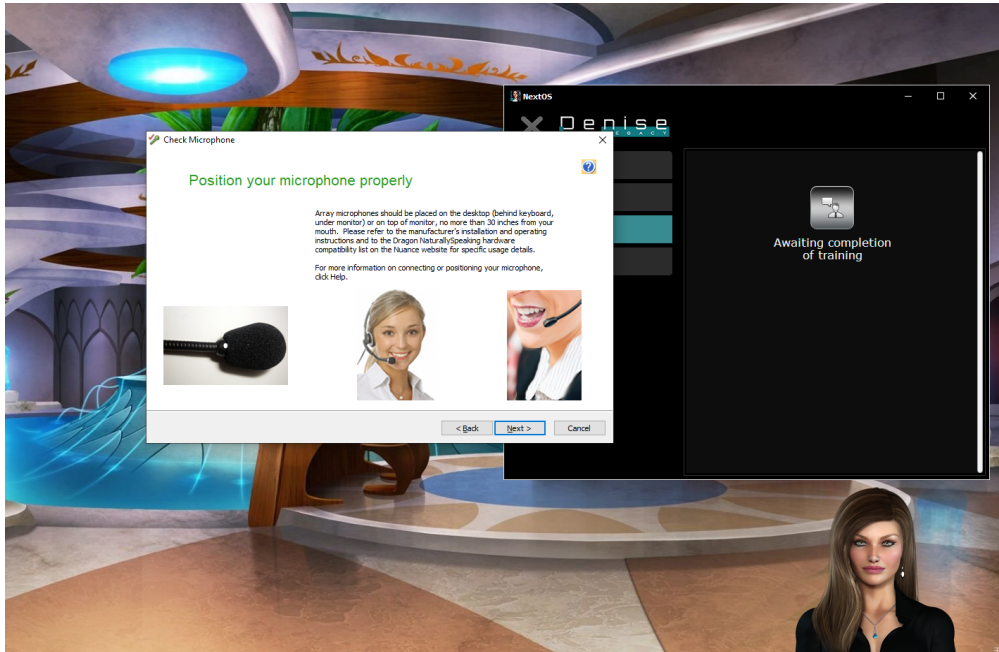 NextOS
Denise
LEGACY
Check Microphone
Position your microphone properly
Array microphones should be placed on the desktop (behind keyboard,
under monitor) or on top of monitor, no more than 30 inches from your
mouth.  Please refer to the manufacturer's installation and operating
instructions and to the Dragon NaturallySpeaking hardware
compatibility list on the Nuance website for specific usage details.
For more information on connecting or positioning your microphone,
click Help.
< Back
Next >
Cancel
Awaiting completion
of training